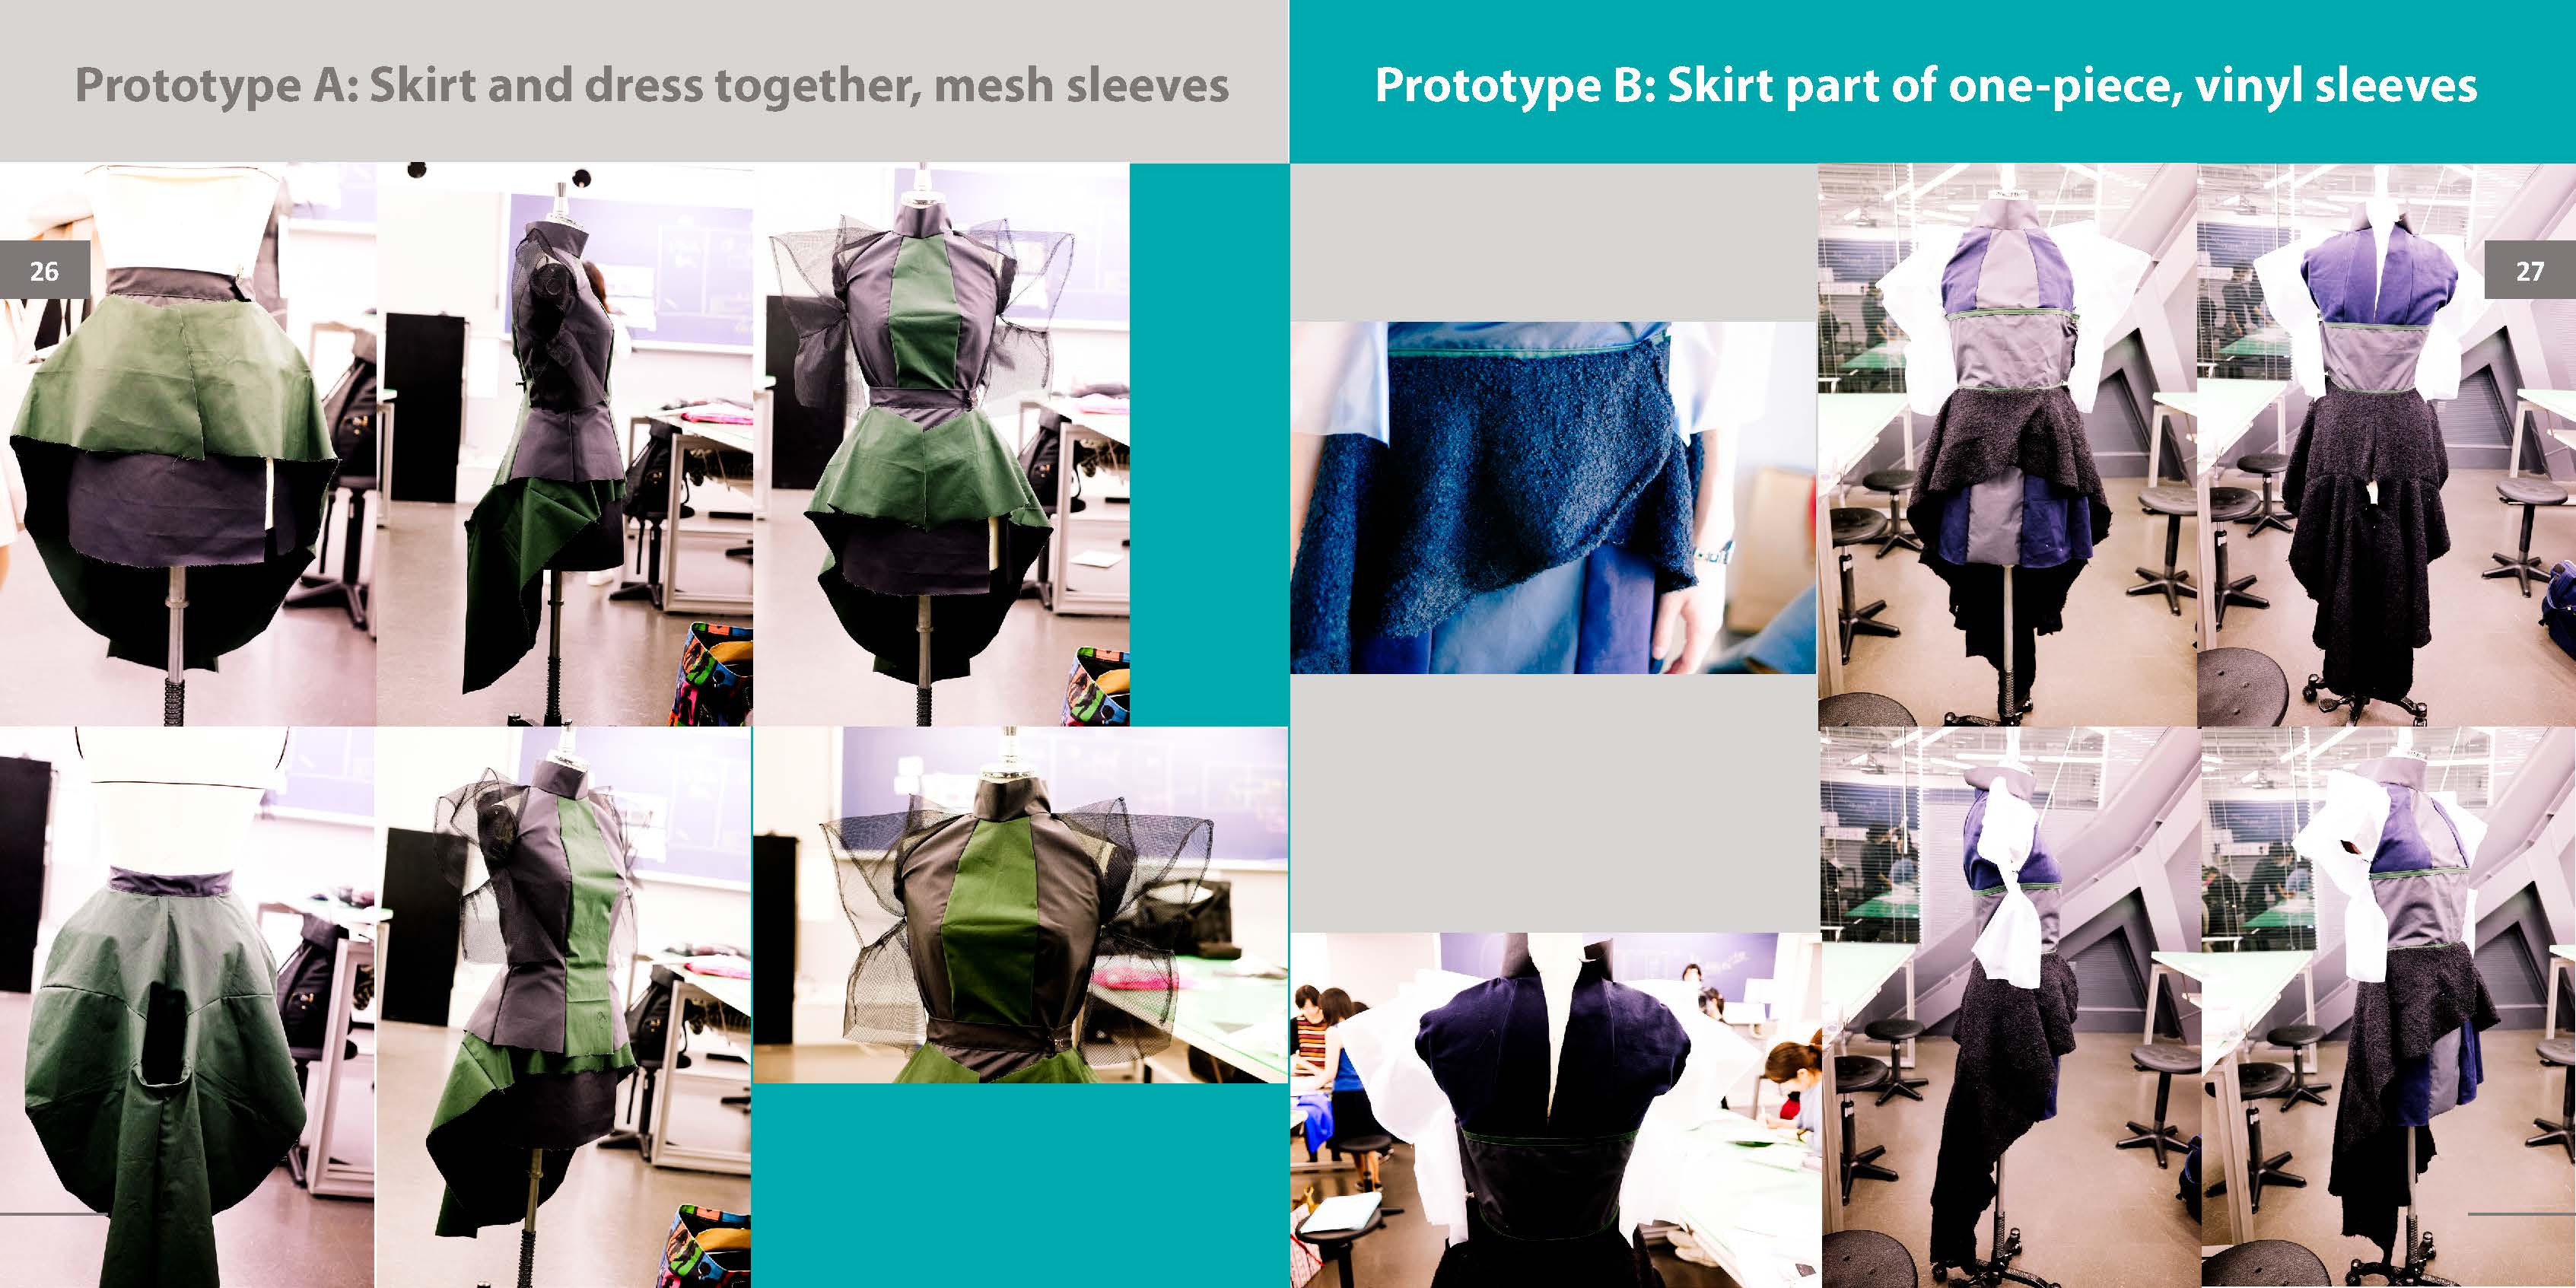 Prototype A: Skirt and dress together, mesh sleeves
26
Prototype B: Skirt part of one-piece, vinyl sleeves
27